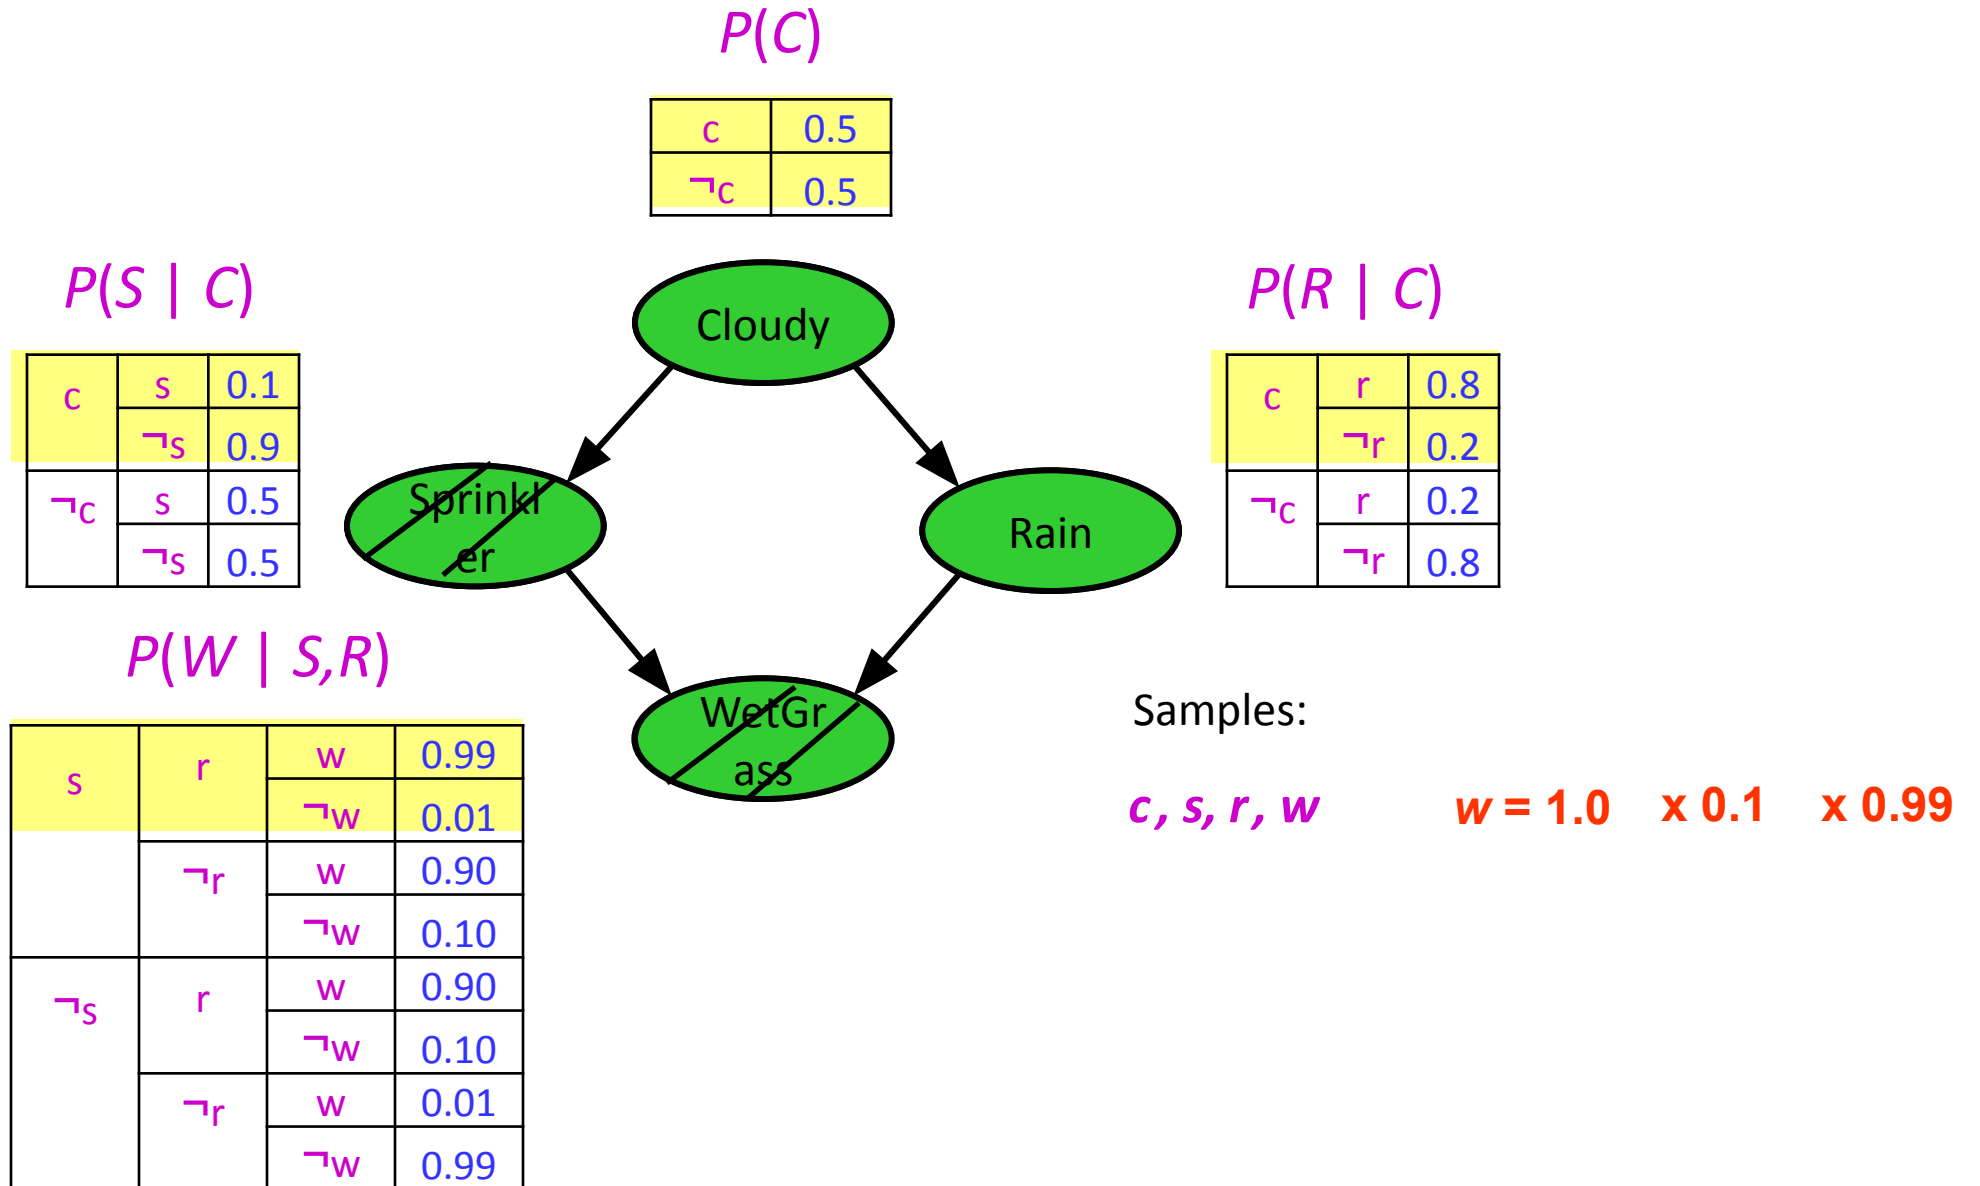 P(C)
c 0.5
¬c 0.5
P(S | C)
c s 0.1
¬s 0.9
¬c s 0.5
¬s 0.5
Cloudy
P(R | C)
c r 0.8
¬r 0.2
¬c r 0.2
¬r 0.8
Sprinkl
er
Rain
P(W | S,R)
s r w 0.99
¬w 0.01
¬r w 0.90
¬w 0.10
¬s r w 0.90
¬w 0.10
¬r w 0.01
¬w 0.99
WetGr
ass
Samples:
c, s, r, w w = 1.0 x 0.1 x 0.99